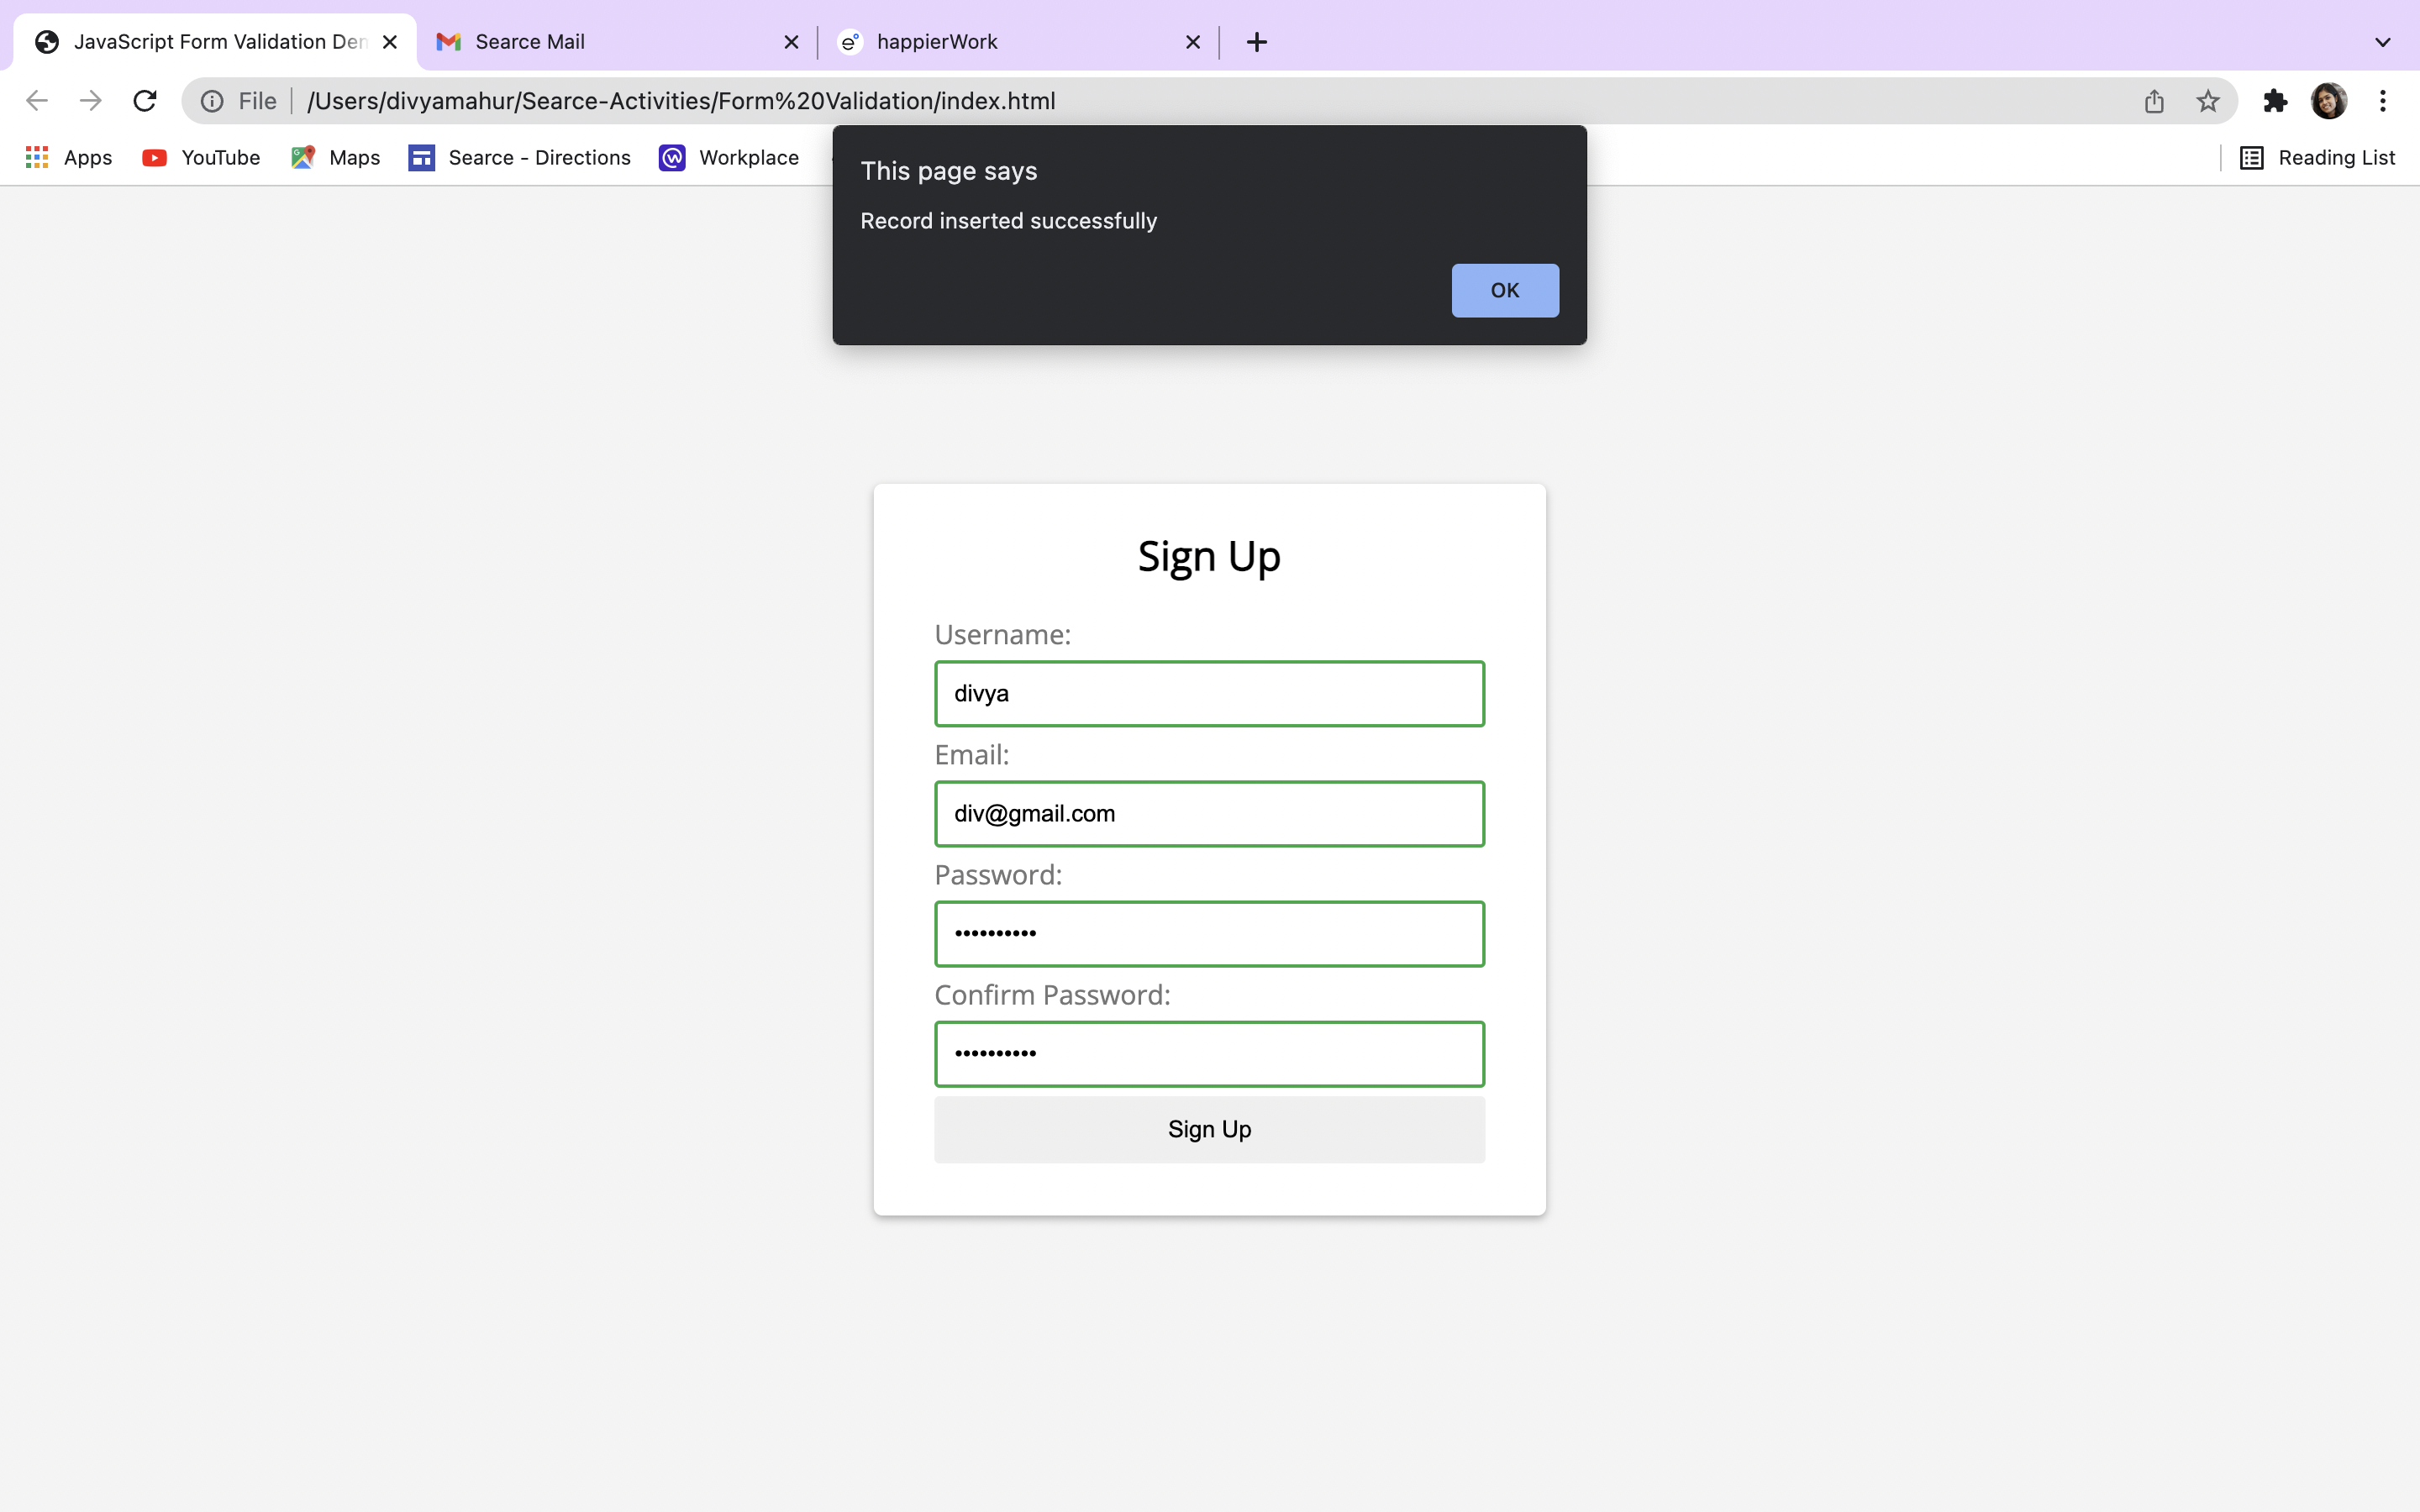 JavaScript Form Validation Den
Searce Mail
happierWork
File
/Users/divyamahur/Searce-Activities/Form%20Validation/index.html
Apps
YouTube
Maps
Searce - Directions
Workplace
Reading List
This page says
Record inserted successfully
OK
Sign Up
Username:
divya
Email:
div@gmail.com
Password:
••••••••••
Confirm Password:
••••••••••
Sign Up